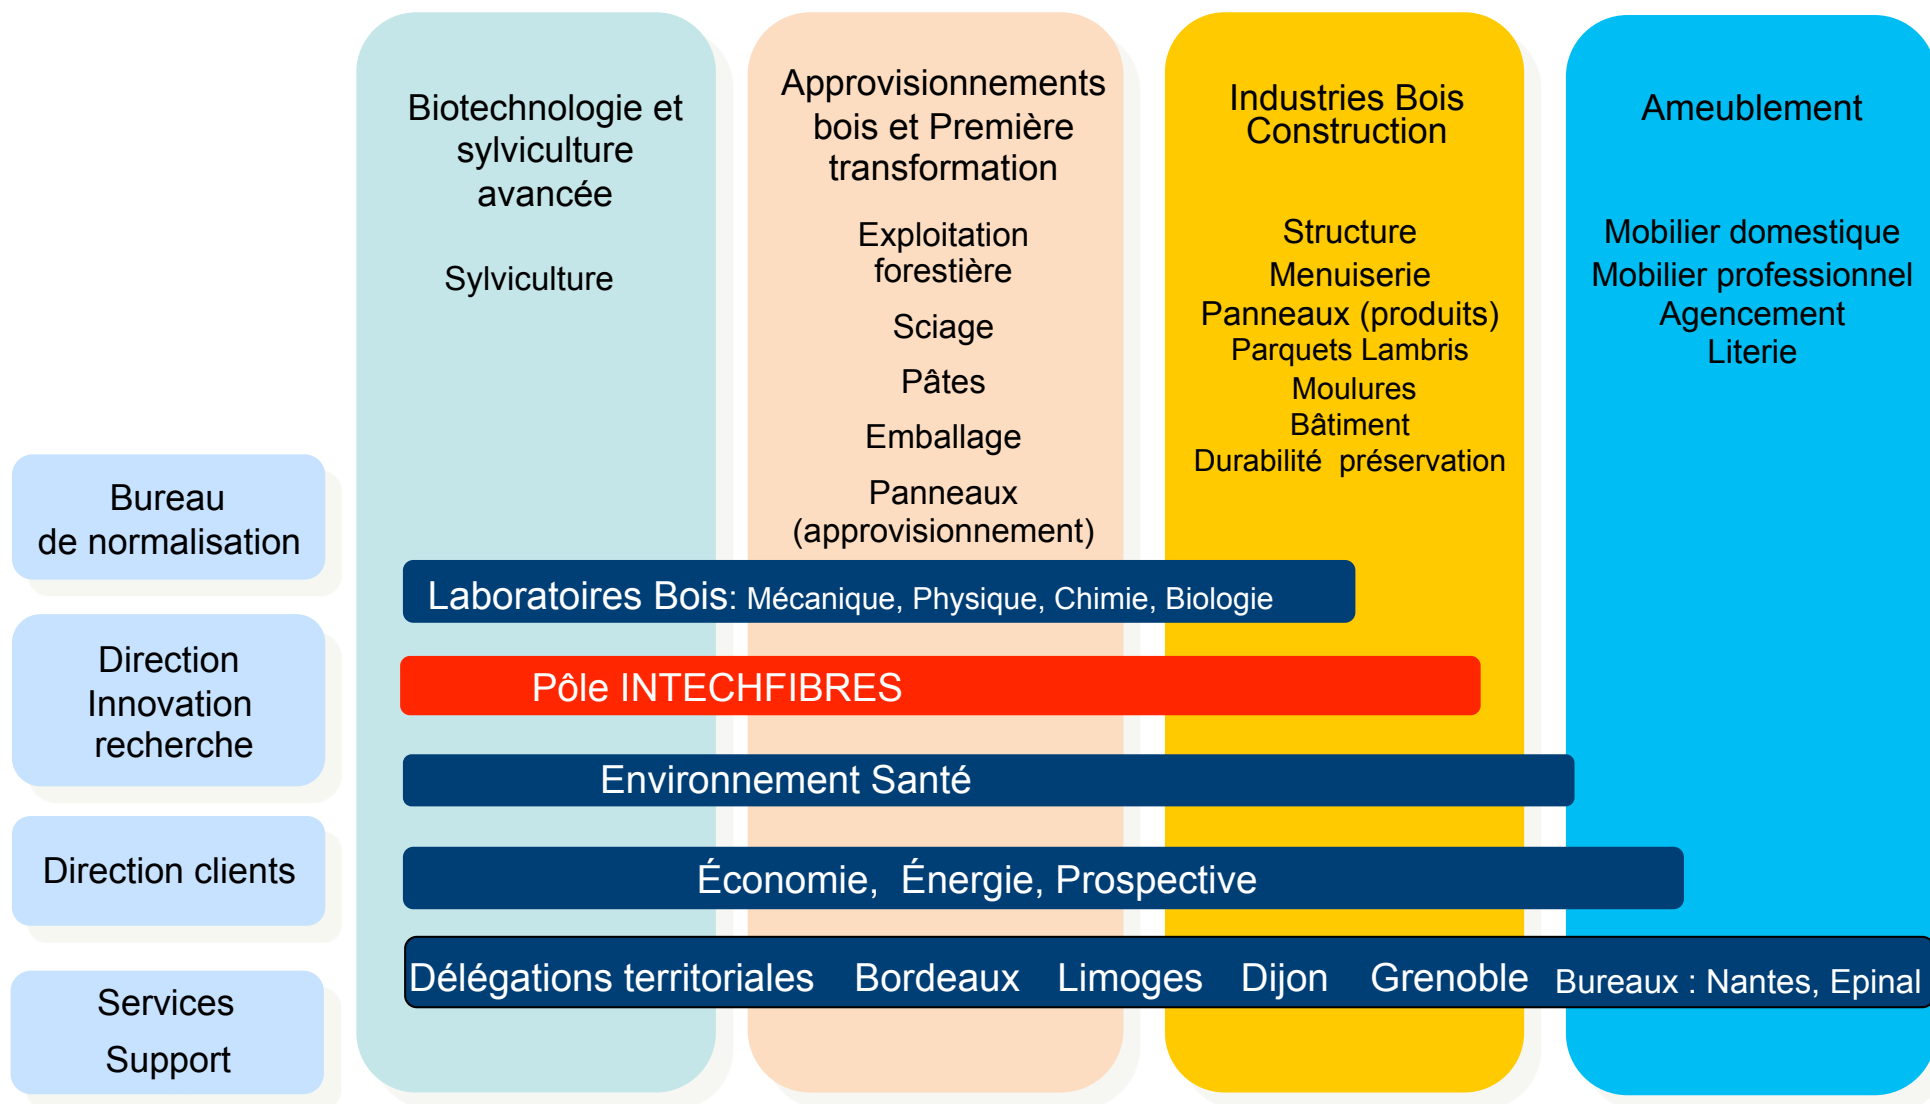 Biotechnologie et
sylviculture
avancée
Sylviculture
Approvisionnements
bois et Première
transformation
Exploitation
forestière
Sciage
Pâtes
Emballage
Panneaux
(approvisionnement)
Industries Bois
Construction
Structure
Menuiserie
Panneaux (produits)
Parquets Lambris
Moulures
Bâtiment
Durabilité préservation
Ameublement
Mobilier domestique
Mobilier professionnel
Agencement
Literie
Bureau
de normalisation
Direction
Innovation
recherche
Direction clients
Services
Support
Laboratoires Bois: Mécanique, Physique, Chimie, Biologie
Pôle INTECHFIBRES
Environnement Santé
Économie, Énergie, Prospective
Délégations territoriales Bordeaux Limoges Dijon Grenoble Bureaux : Nantes, Epinal